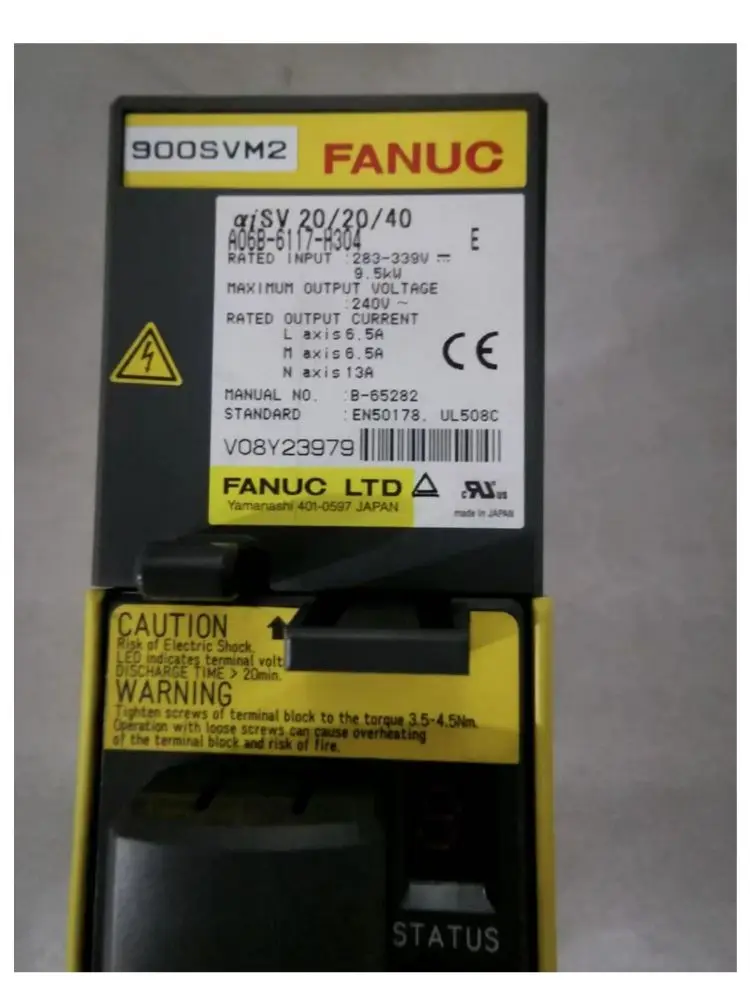 900SVM2 FANUC
αiSV 20/20/40
A06B-6117-H304 E
RATED INPUT :283-339V ⎓
9.5kW
MAXIMUM OUTPUT VOLTAGE
:240V ~
RATED OUTPUT CURRENT
L axis 6.5A
M axis 6.5A
N axis 13A
CE
MANUAL NO. :B-65282
STANDARD :EN50178, UL508C
V08Y23979
FANUC LTD
Yamanashi 401-0597 JAPAN
c RU us
made in JAPAN
CAUTION
Risk of Electric Shock.
LED indicates terminal volt
DISCHARGE TIME > 20min.
WARNING
Tighten screws of terminal block to the torque 3.5-4.5Nm.
Operation with loose screws can cause overheating
of the terminal block and risk of fire.
STATUS